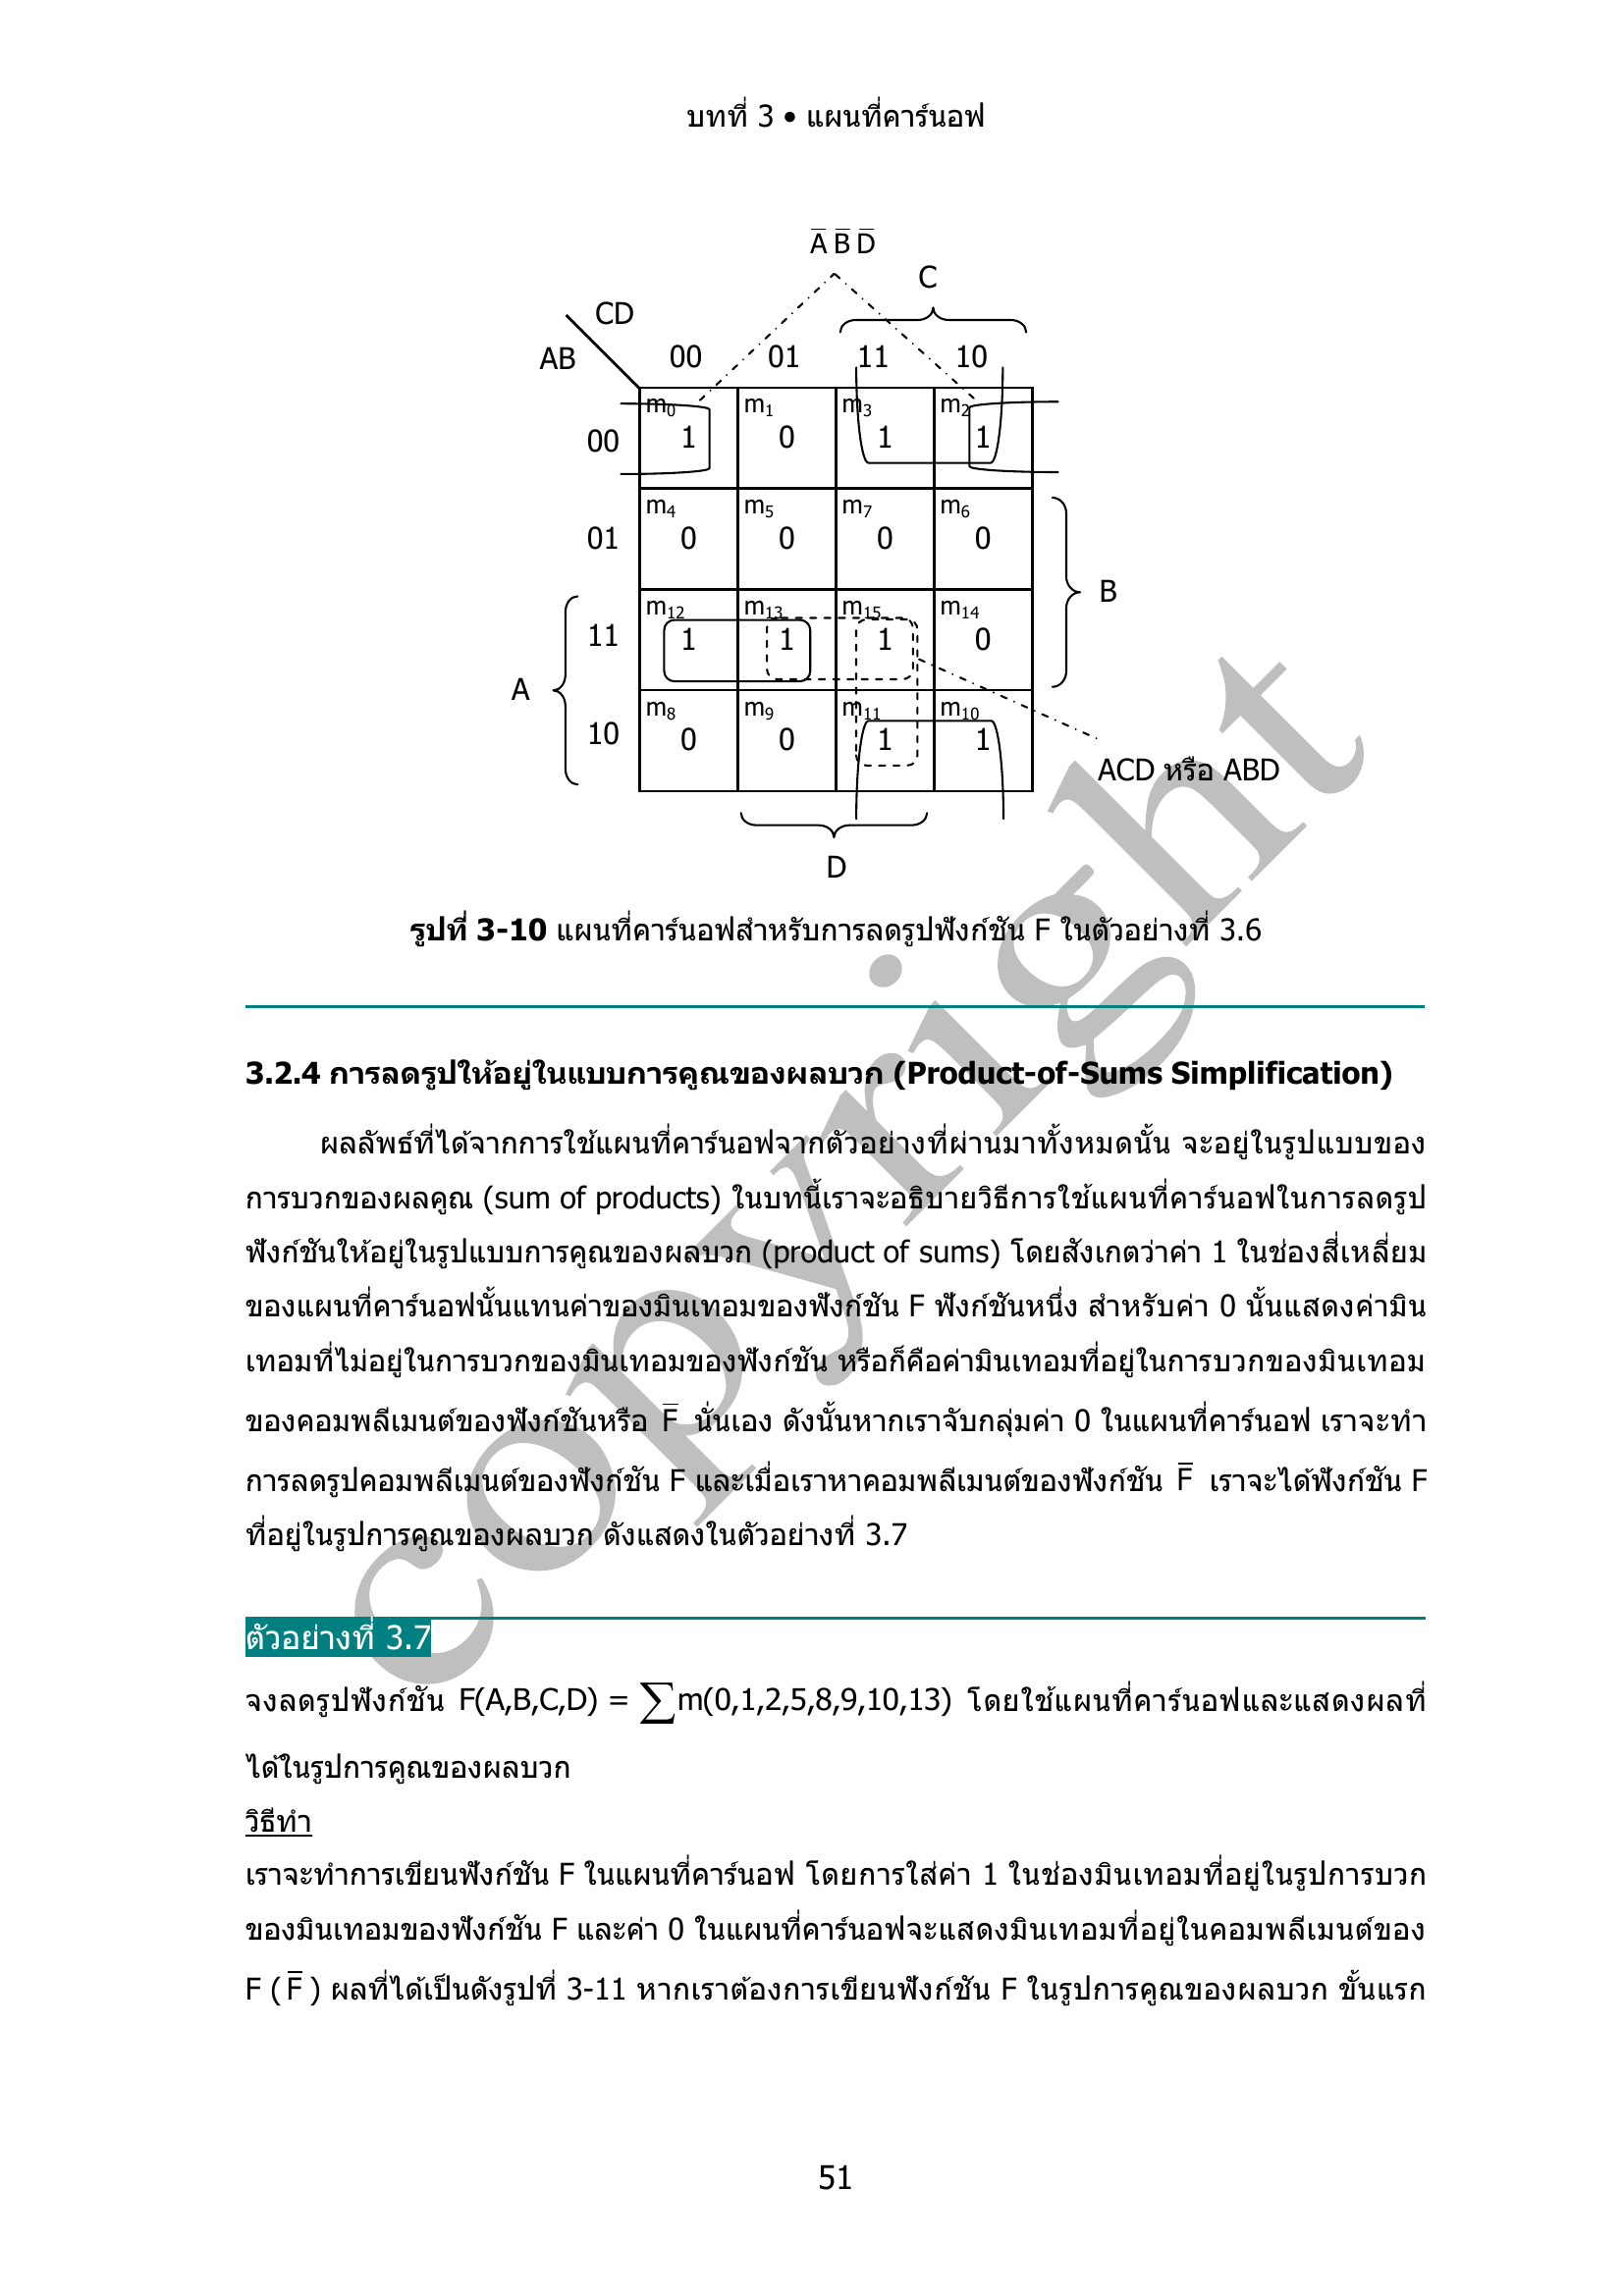 บทที่ 3 • แผนที่คาร์นอฟ
A̅ B̅ D̅
C
CD
AB
00 01 11 10
m0 m1 m3 m2
00 1 0 1 1
m4 m5 m7 m6
01 0 0 0 0
B
m12 m13 m15 m14
11 1 1 1 0
A
m8 m9 m11 m10
10 0 0 1 1
ACD หรือ ABD
D
รูปที่ 3-10 แผนที่คาร์นอฟสำหรับการลดรูปฟังก์ชัน F ในตัวอย่างที่ 3.6
3.2.4 การลดรูปให้อยู่ในแบบการคูณของผลบวก (Product-of-Sums Simplification)
ผลลัพธ์ที่ได้จากการใช้แผนที่คาร์นอฟจากตัวอย่างที่ผ่านมาทั้งหมดนั้น จะอยู่ในรูปแบบของ
การบวกของผลคูณ (sum of products) ในบทนี้เราจะอธิบายวิธีการใช้แผนที่คาร์นอฟในการลดรูป
ฟังก์ชันให้อยู่ในรูปแบบการคูณของผลบวก (product of sums) โดยสังเกตว่าค่า 1 ในช่องสี่เหลี่ยม
ของแผนที่คาร์นอฟนั้นแทนค่าของมินเทอมของฟังก์ชัน F ฟังก์ชันหนึ่ง สำหรับค่า 0 นั้นแสดงค่ามิน
เทอมที่ไม่อยู่ในการบวกของมินเทอมของฟังก์ชัน หรือก็คือค่ามินเทอมที่อยู่ในการบวกของมินเทอม
ของคอมพลีเมนต์ของฟังก์ชันหรือ F̅ นั่นเอง ดังนั้นหากเราจับกลุ่มค่า 0 ในแผนที่คาร์นอฟ เราจะทำ
การลดรูปคอมพลีเมนต์ของฟังก์ชัน F และเมื่อเราหาคอมพลีเมนต์ของฟังก์ชัน F̅ เราจะได้ฟังก์ชัน F
ที่อยู่ในรูปการคูณของผลบวก ดังแสดงในตัวอย่างที่ 3.7
ตัวอย่างที่ 3.7
จงลดรูปฟังก์ชัน F(A,B,C,D) = ∑m(0,1,2,5,8,9,10,13) โดยใช้แผนที่คาร์นอฟและแสดงผลที่
ได้ในรูปการคูณของผลบวก
วิธีทำ
เราจะทำการเขียนฟังก์ชัน F ในแผนที่คาร์นอฟ โดยการใส่ค่า 1 ในช่องมินเทอมที่อยู่ในรูปการบวก
ของมินเทอมของฟังก์ชัน F และค่า 0 ในแผนที่คาร์นอฟจะแสดงมินเทอมที่อยู่ในคอมพลีเมนต์ของ
F ( F̅ ) ผลที่ได้เป็นดังรูปที่ 3-11 หากเราต้องการเขียนฟังก์ชัน F ในรูปการคูณของผลบวก ขั้นแรก
51
copyright